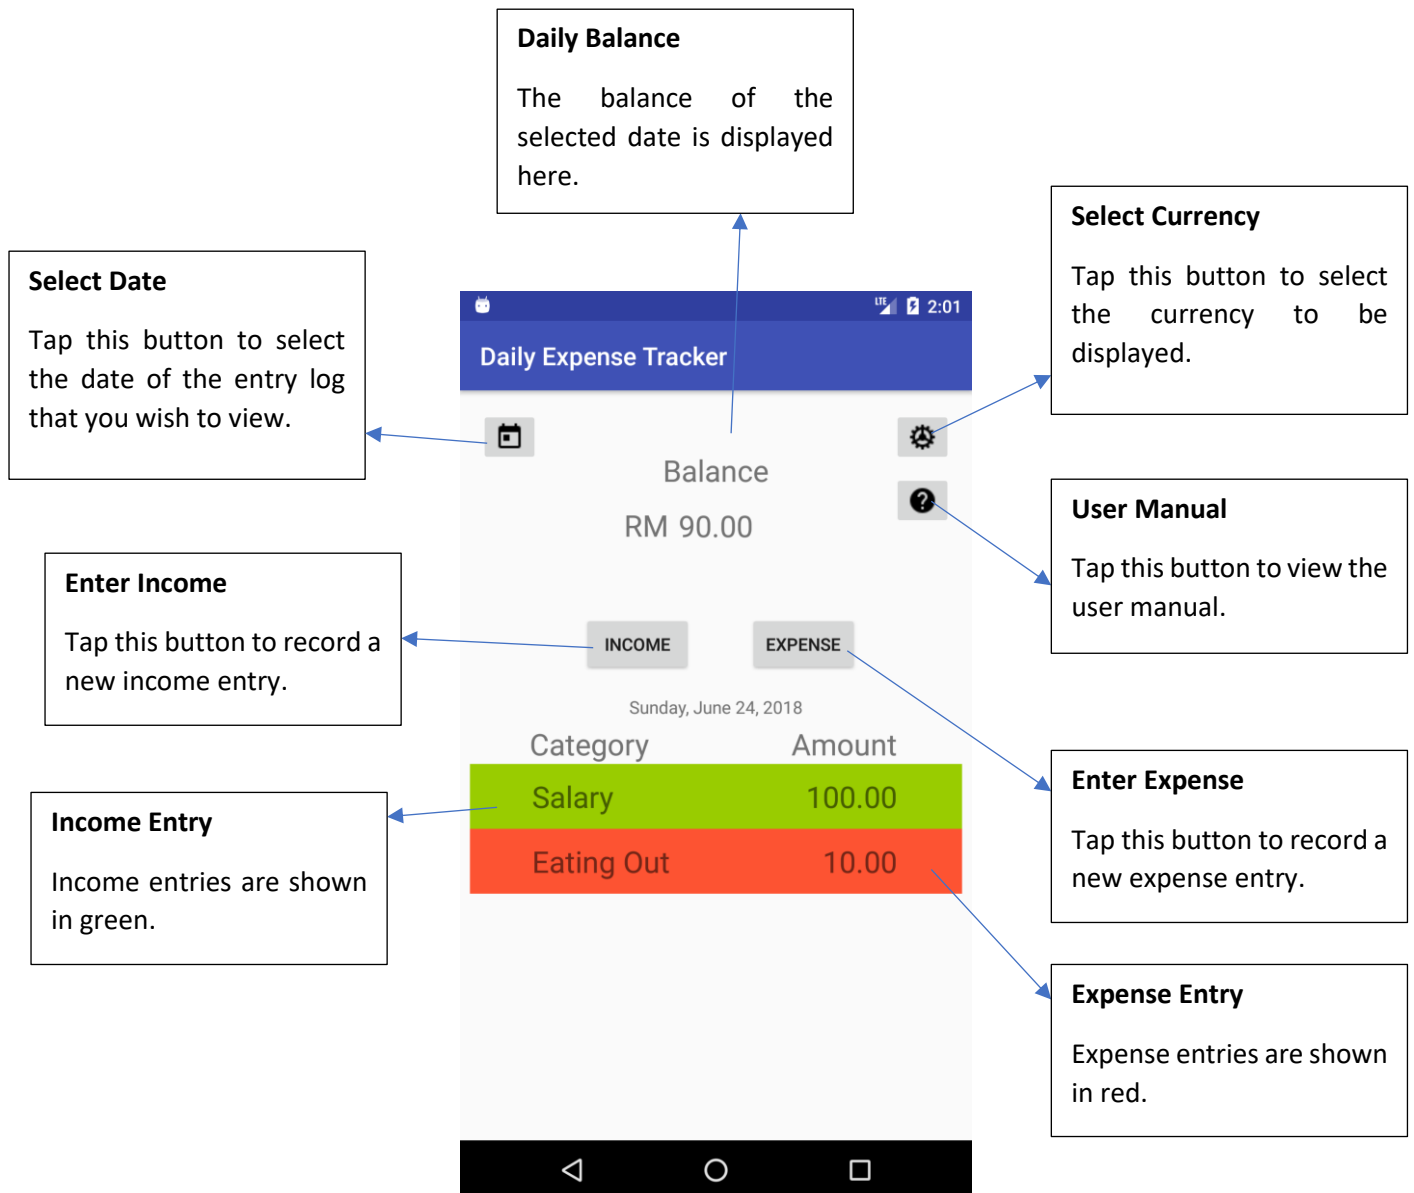 Daily Balance
The balance of the
selected date is displayed
here.
Select Currency
Tap this button to select
the currency to be
displayed.
Select Date
Tap this button to select
the date of the entry log
that you wish to view.
LTE 2:01
Daily Expense Tracker
Balance
RM 90.00
User Manual
Tap this button to view the
user manual.
Enter Income
Tap this button to record a
new income entry.
INCOME EXPENSE
Sunday, June 24, 2018
Category Amount
Salary 100.00
Eating Out 10.00
Enter Expense
Tap this button to record a
new expense entry.
Income Entry
Income entries are shown
in green.
Expense Entry
Expense entries are shown
in red.